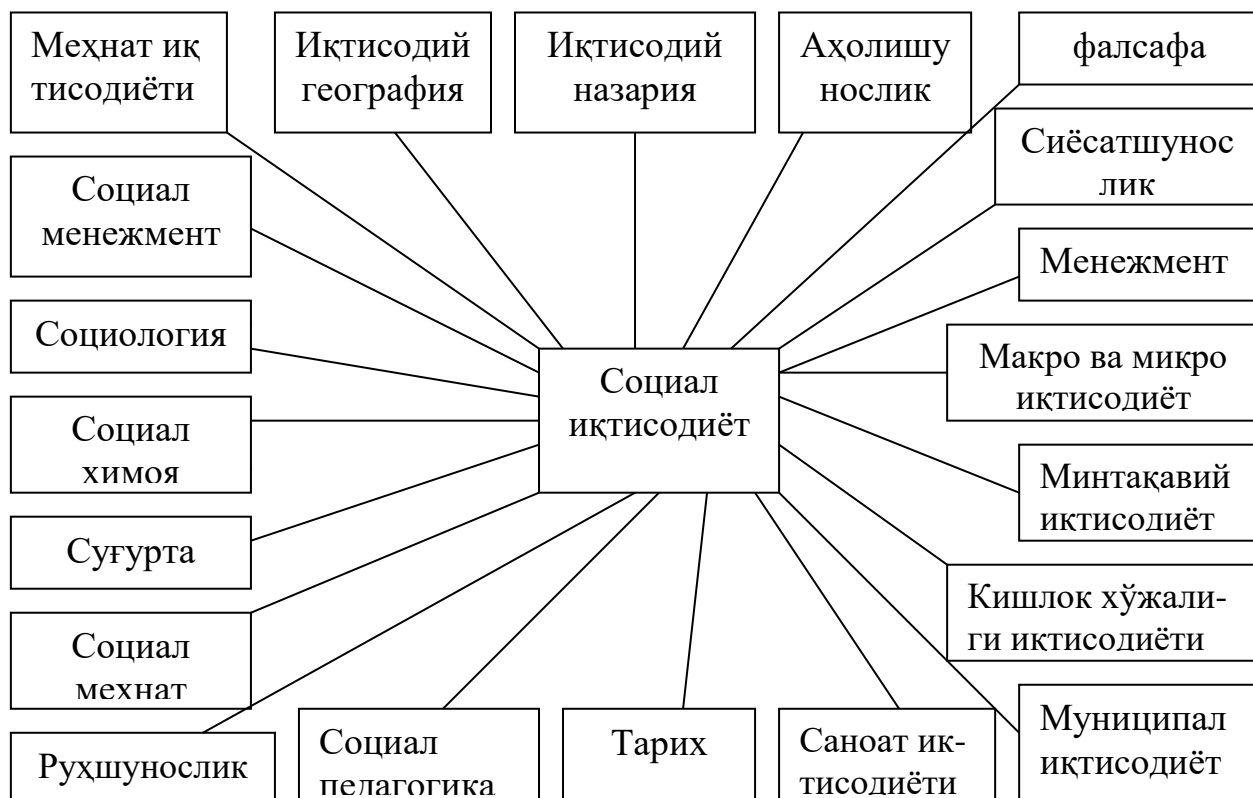 Меҳнат иқ
тисодиёти
Иқтисодий
география
Иқтисодий
назария
Аҳолишу
нослик
фалсафа
Сиёсатшунос
лик
Социал
менежмент
Менежмент
Социология
Макро ва микро
иқтисодиёт
Социал
иқтисодиёт
Социал
химоя
Минтақавий
иқтисодиёт
Суғурта
Кишлок хўжали-
ги иқтисодиёти
Социал
мехнат
Муниципал
иқтисодиёт
Руҳшунослик
Социал
педагогика
Тарих
Саноат ик-
тисодиёти